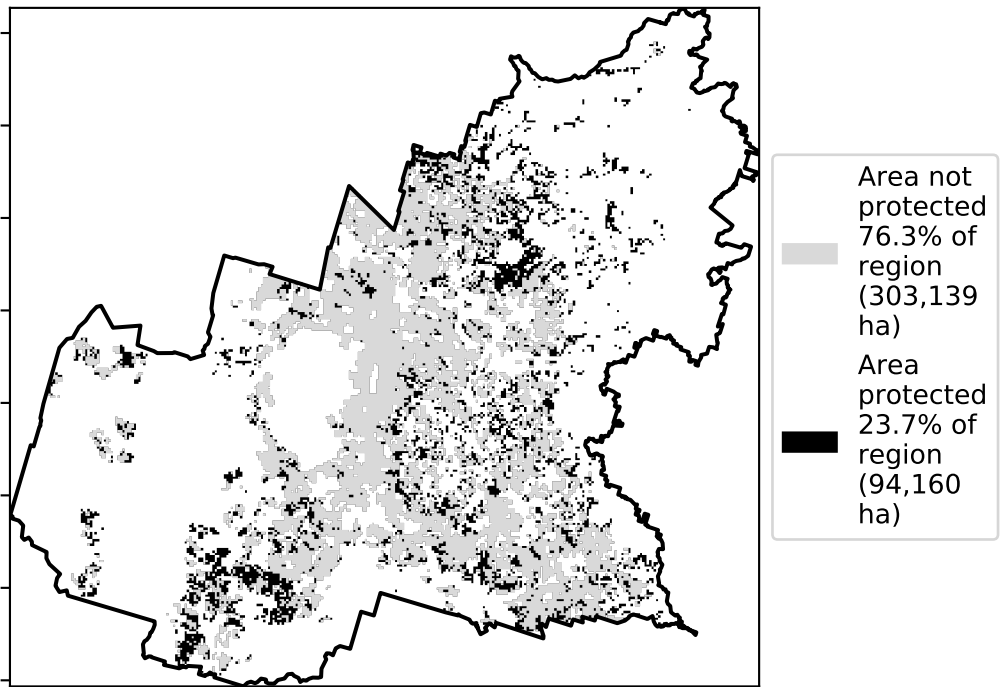 Area not
protected
76.3% of
region
(303,139
ha)
Area
protected
23.7% of
region
(94,160
ha)